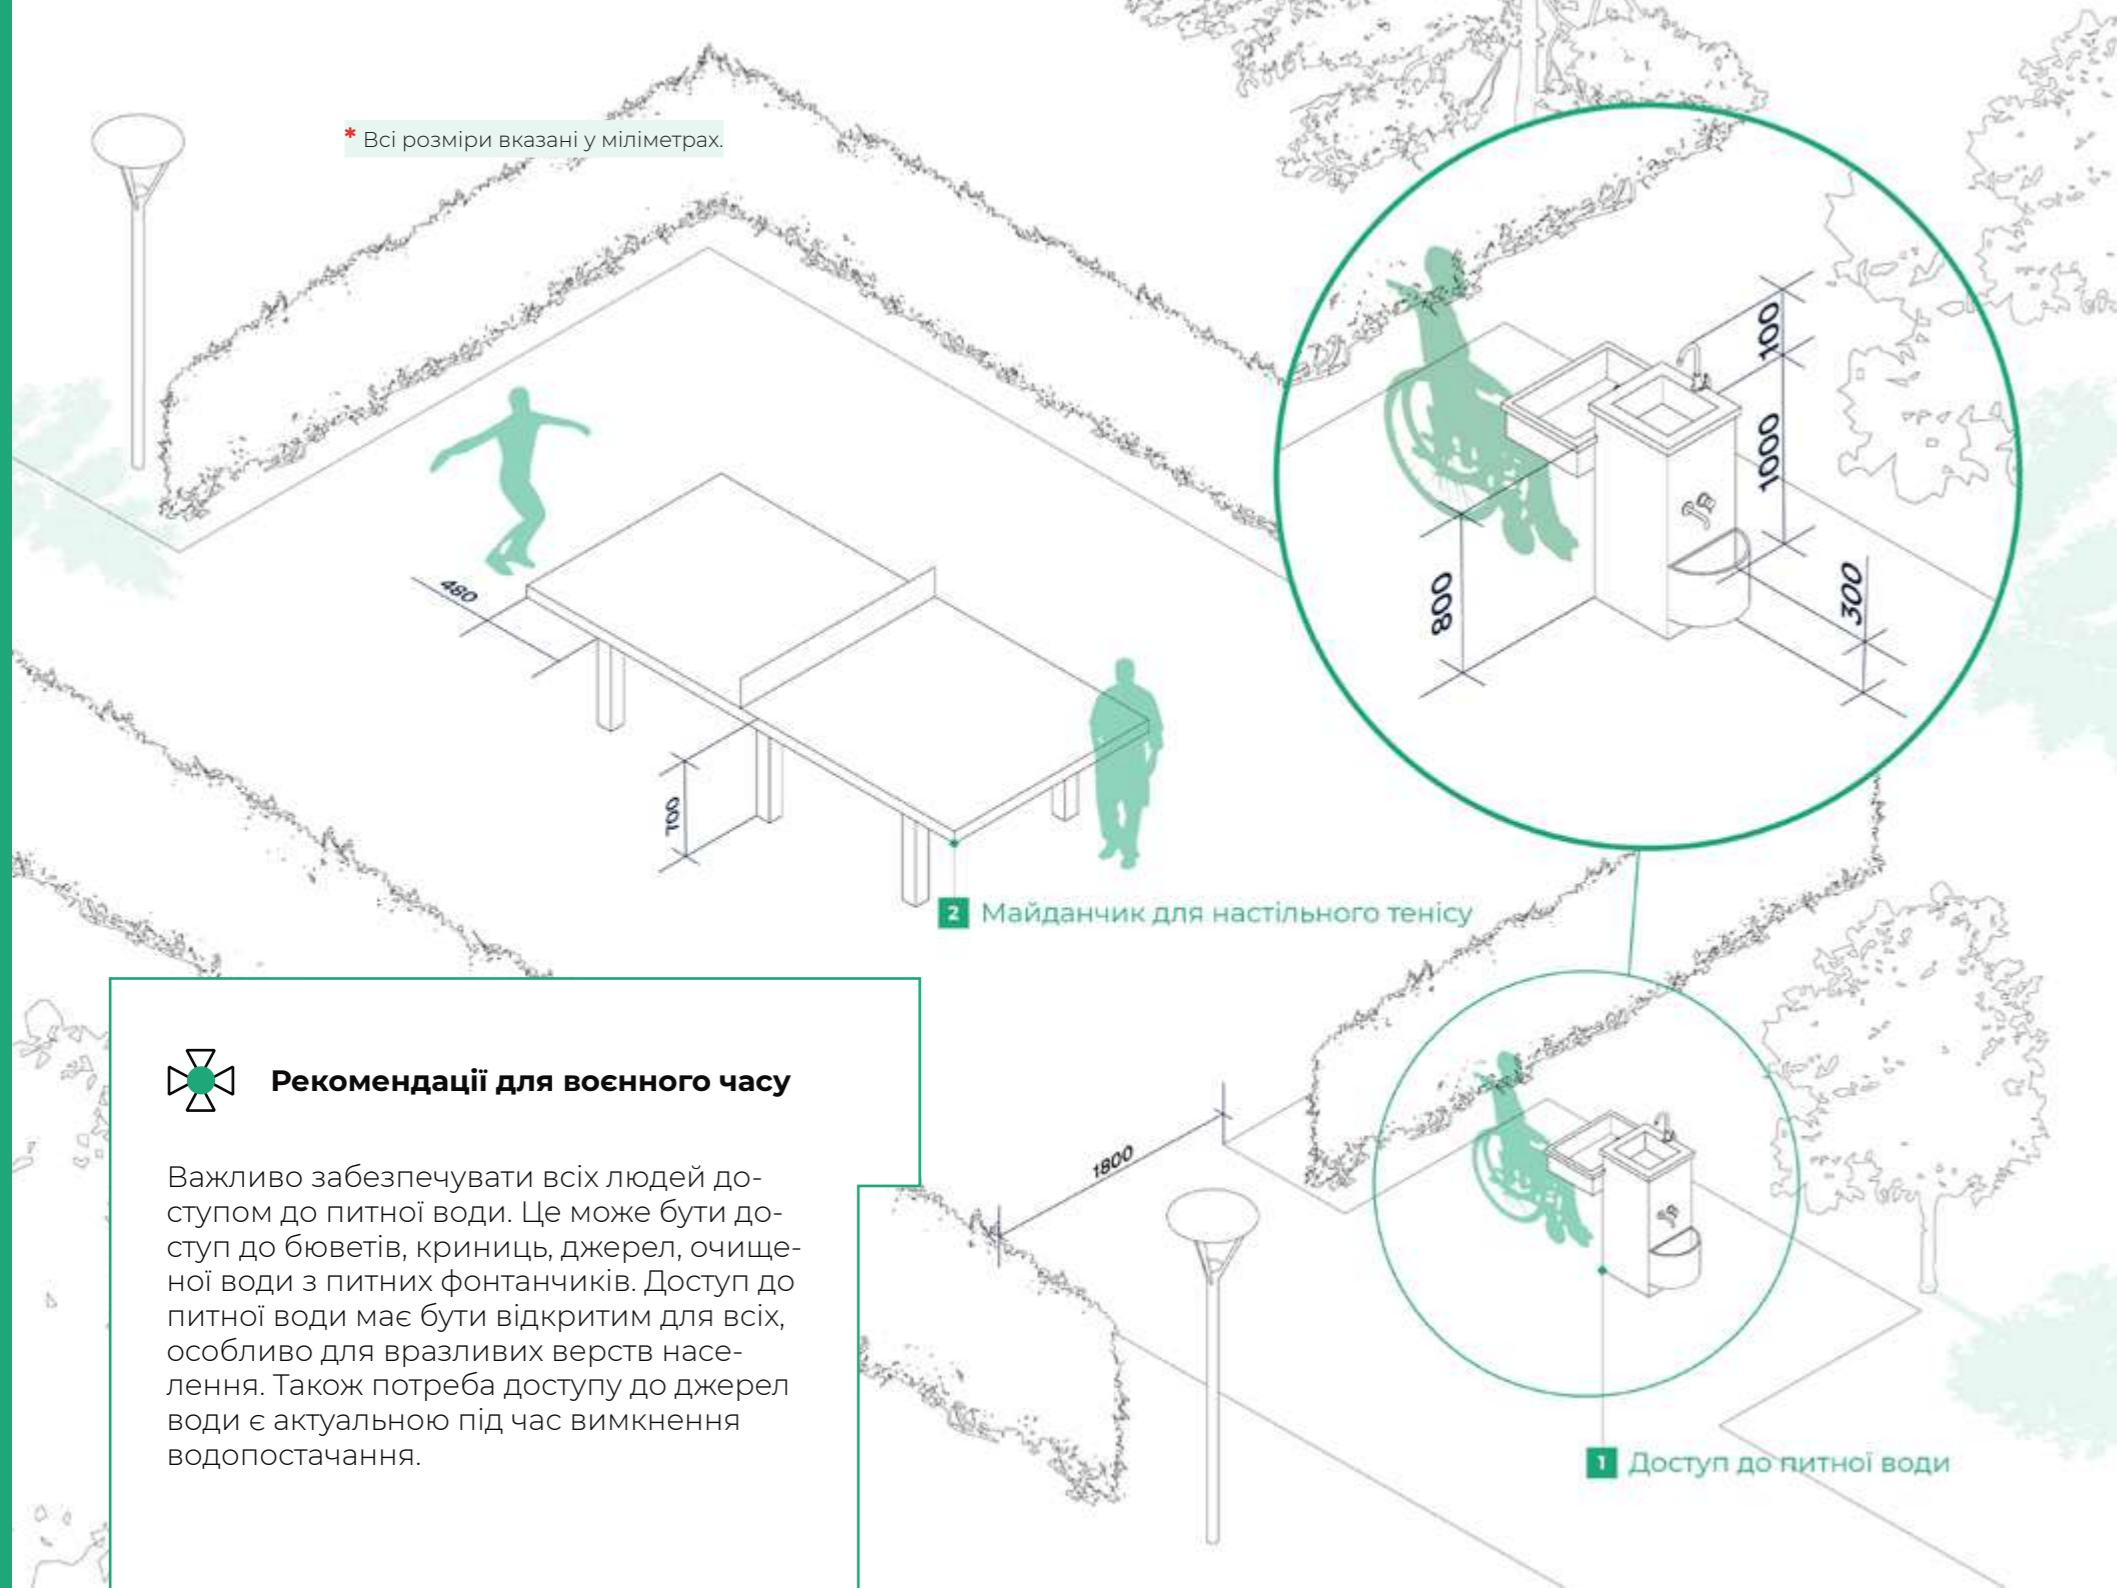 * Всі розміри вказані у міліметрах.
100
1000
800
300
480
700
2 Майданчик для настільного тенісу
Рекомендації для воєнного часу
Важливо забезпечувати всіх людей до-
ступом до питної води. Це може бути до-
ступ до бюветів, криниць, джерел, очище-
ної води з питних фонтанчиків. Доступ до
питної води має бути відкритим для всіх,
особливо для вразливих верств насе-
лення. Також потреба доступу до джерел
води є актуальною під час вимкнення
водопостачання.
1800
1 Доступ до питної води